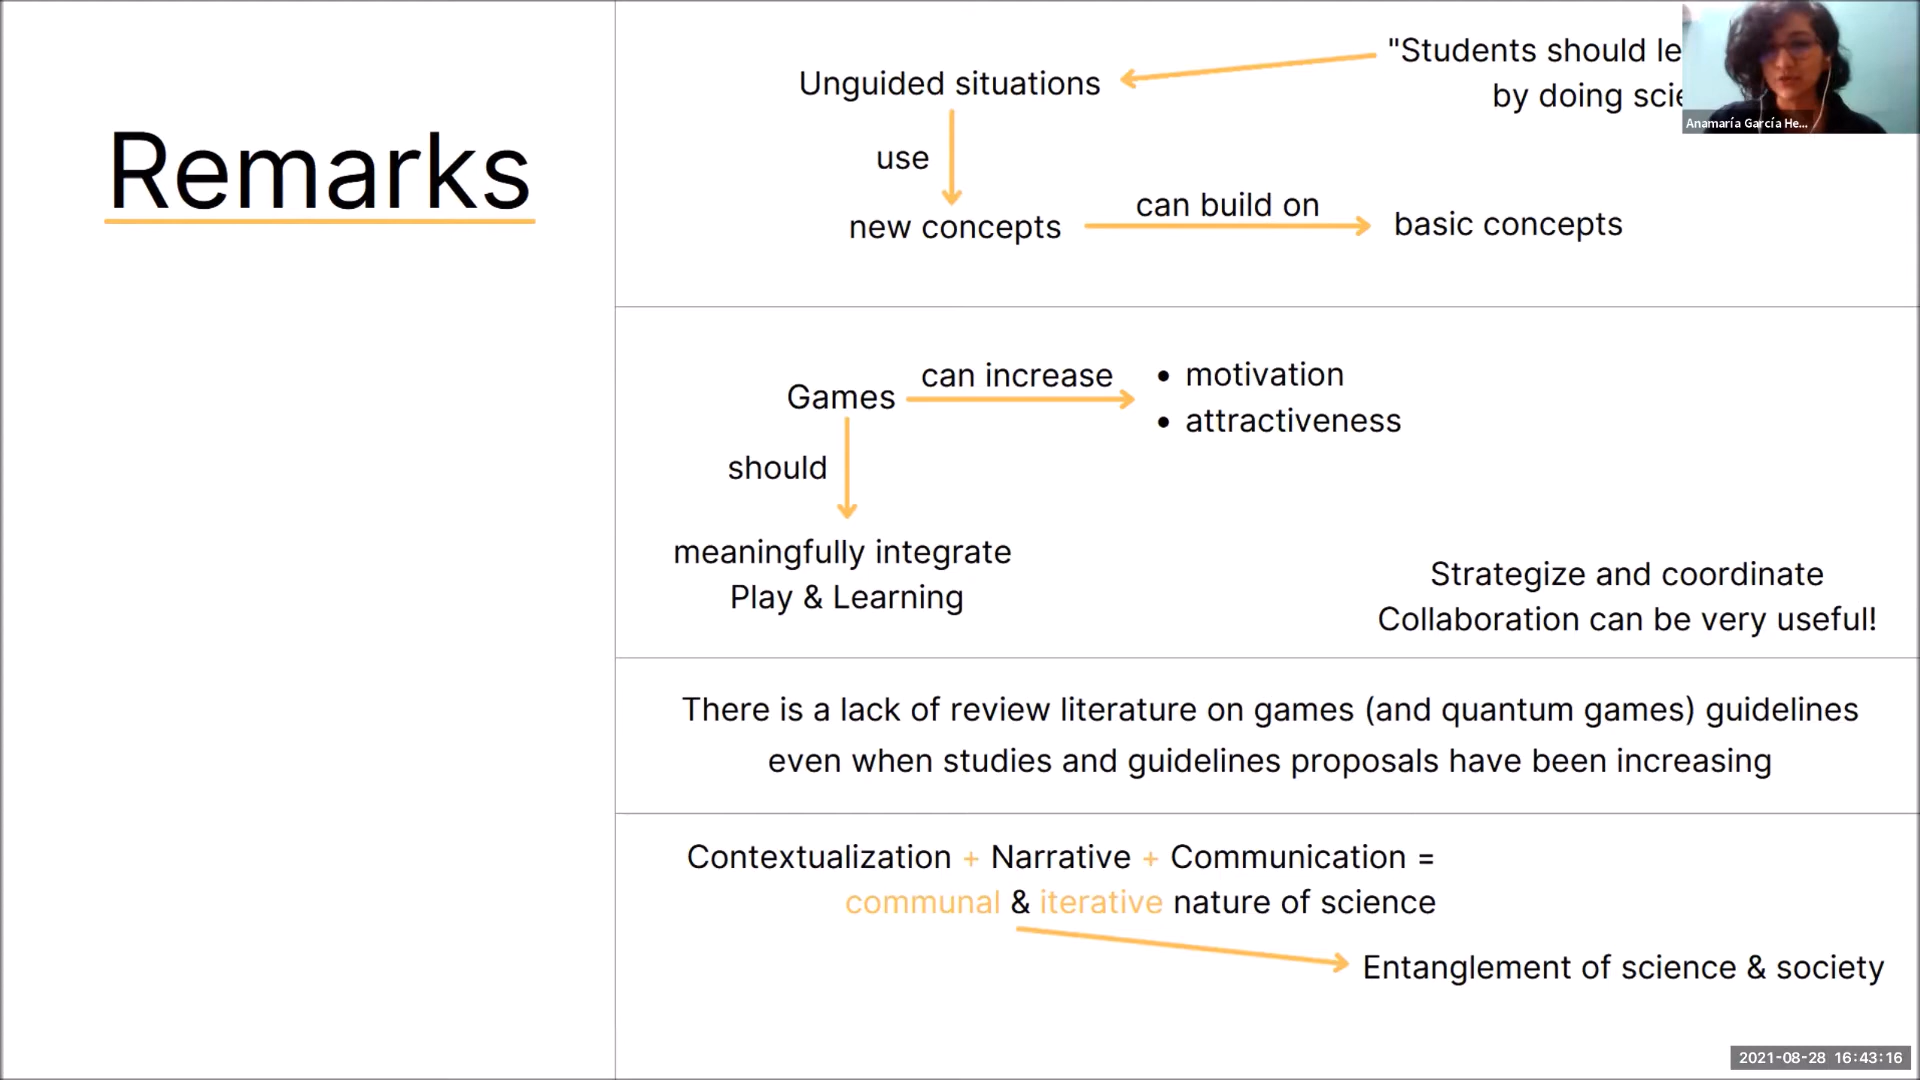 Remarks
"Students should
by doing
Unguided situations
use
new concepts
can build on
basic concepts
Games
can increase
• motivation
• attractiveness
should
meaningfully integrate
Play & Learning
Strategize and coordinate
Collaboration can be very useful!
There is a lack of review literature on games (and quantum games) guidelines
even when studies and guidelines proposals have been increasing
Contextualization + Narrative + Communication =
communal & iterative nature of science
Entanglement of science & society
Anamaría García He...
2021-08-28 16:43:16